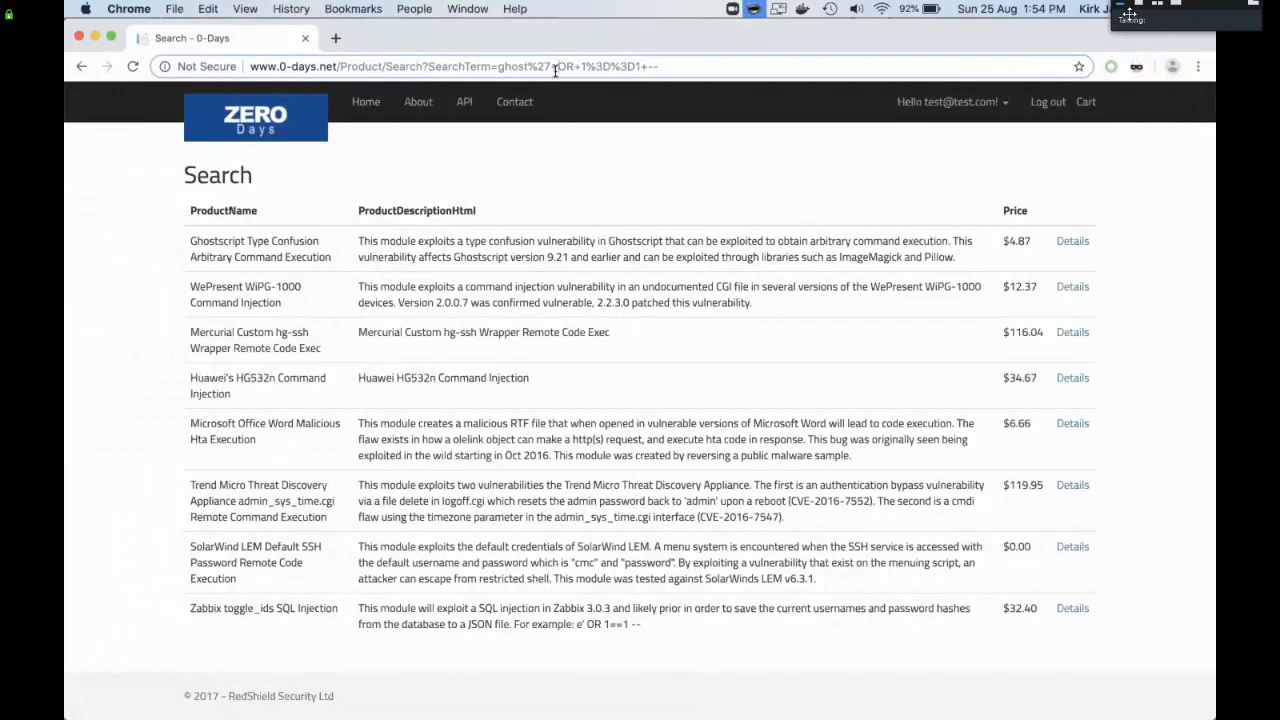 Chrome File Edit View History Bookmarks People Window Help 92% Sun 25 Aug 1:54 PM Kirk
Talking:
Search - 0-Days
Not Secure www.0-days.net/Product/Search?SearchTerm=ghost%27+OR+1%3D%3D1+--
ZERO
Days
Home About API Contact Hello test@test.com! Log out Cart
Search
ProductName ProductDescriptionHtml Price
Ghostscript Type Confusion This module exploits a type confusion vulnerability in Ghostscript that can be exploited to obtain arbitrary command execution. This $4.87 Details
Arbitrary Command Execution vulnerability affects Ghostscript version 9.21 and earlier and can be exploited through libraries such as ImageMagick and Pillow.
WePresent WiPG-1000 This module exploits a command injection vulnerability in an undocumented CGI file in several versions of the WePresent WiPG-1000 $12.37 Details
Command Injection devices. Version 2.0.0.7 was confirmed vulnerable, 2.2.3.0 patched this vulnerability.
Mercurial Custom hg-ssh Mercurial Custom hg-ssh Wrapper Remote Code Exec $116.04 Details
Wrapper Remote Code Exec
Huawei's HG532n Command Huawei HG532n Command Injection $34.67 Details
Injection
Microsoft Office Word Malicious This module creates a malicious RTF file that when opened in vulnerable versions of Microsoft Word will lead to code execution. The $6.66 Details
Hta Execution flaw exists in how a olelink object can make a http(s) request, and execute hta code in response. This bug was originally seen being
exploited in the wild starting in Oct 2016. This module was created by reversing a public malware sample.
Trend Micro Threat Discovery This module exploits two vulnerabilities the Trend Micro Threat Discovery Appliance. The first is an authentication bypass vulnerability $119.95 Details
Appliance admin_sys_time.cgi via a file delete in logoff.cgi which resets the admin password back to 'admin' upon a reboot (CVE-2016-7552). The second is a cmdi
Remote Command Execution flaw using the timezone parameter in the admin_sys_time.cgi interface (CVE-2016-7547).
SolarWind LEM Default SSH This module exploits the default credentials of SolarWind LEM. A menu system is encountered when the SSH service is accessed with $0.00 Details
Password Remote Code the default username and password which is "cmc" and "password". By exploiting a vulnerability that exist on the menuing script, an
Execution attacker can escape from restricted shell. This module was tested against SolarWinds LEM v6.3.1.
Zabbix toggle_ids SQL Injection This module will exploit a SQL injection in Zabbix 3.0.3 and likely prior in order to save the current usernames and password hashes $32.40 Details
from the database to a JSON file. For example: e' OR 1==1 --
© 2017 - RedShield Security Ltd